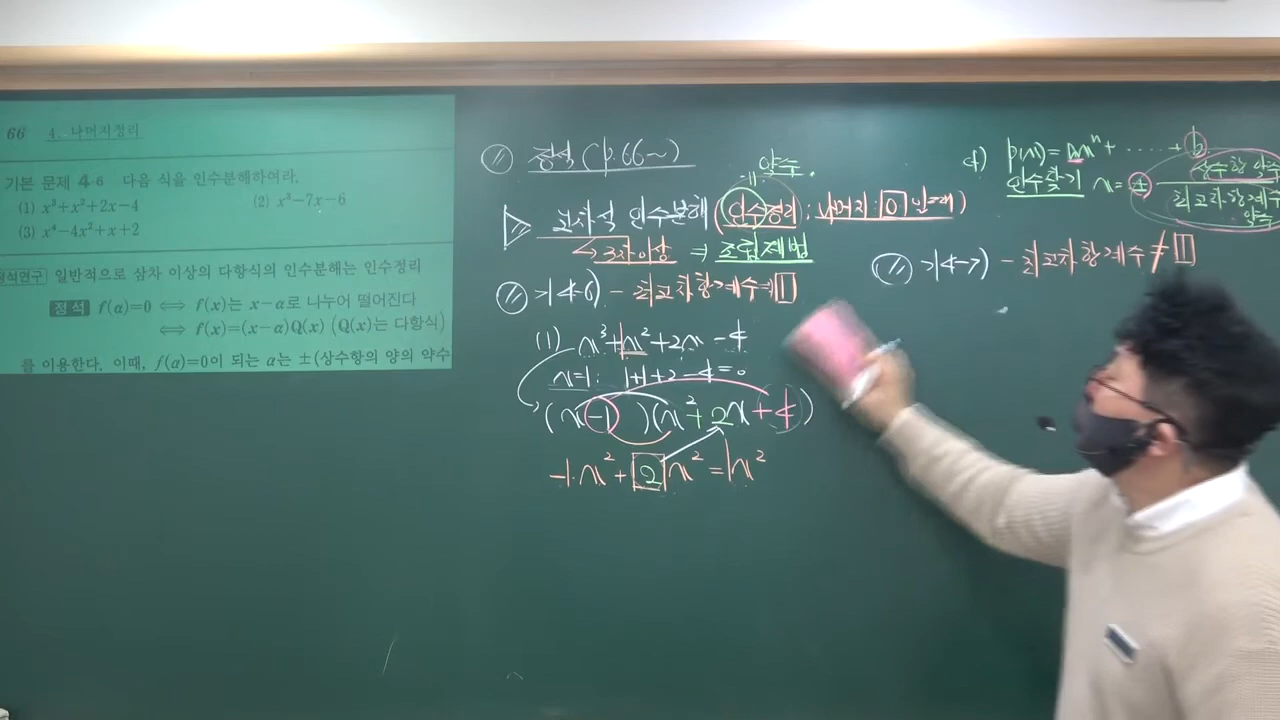 66 4. 나머지정리
기본 문제 4-6 다음 식을 인수분해하여라.
(1) x³+x²+2x−4 (2) x³−7x−6
(3) x⁴−4x²+x+2
정석연구 일반적으로 삼차 이상의 다항식의 인수분해는 인수정리
정석 f(α)=0 ⟺ f(x)는 x−α로 나누어 떨어진다
⟺ f(x)=(x−α)Q(x) (Q(x)는 다항식)
를 이용한다. 이때, f(α)=0이 되는 α는 ±(상수항의 양의 약수
정석 (p.66~)
약수
고차식 인수분해 (인수정리 : 나머지 : 0 인 정리)
3차이상 ⇒ 조립제법
기4-6) - 최고차항계수=1
(1) x³+1x²+2x−4
x=1: 1+1+2−4=0
(x−1)(x²+2x+4)
−1x²+2x²=1x²
p(x)=axⁿ+……+b
인수찾기 x=± 상수항 약수
최고차항계수 약수
기4-7) - 최고차항계수≠1